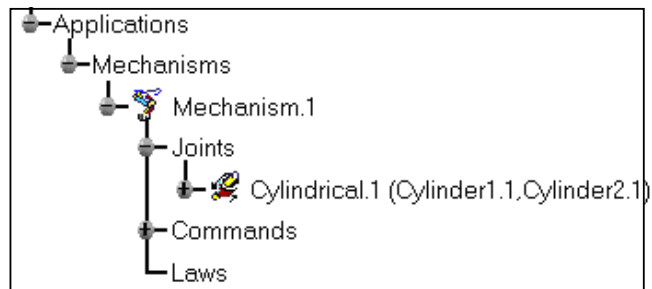 Applications
Mechanisms
Mechanism.1
Joints
Cylindrical.1 (Cylinder1.1,Cylinder2.1)
Commands
Laws